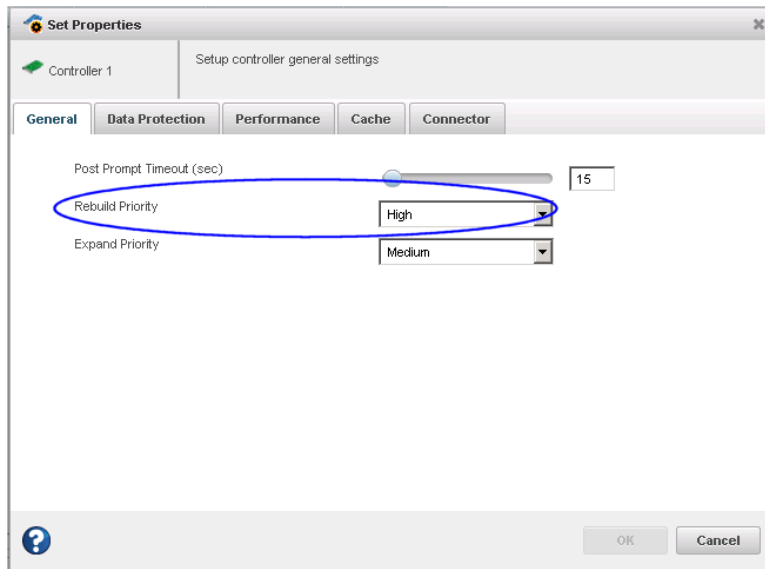 Set Properties
Controller 1
Setup controller general settings
General Data Protection Performance Cache Connector
Post Prompt Timeout (sec) 15
Rebuild Priority High
Expand Priority Medium
? OK Cancel